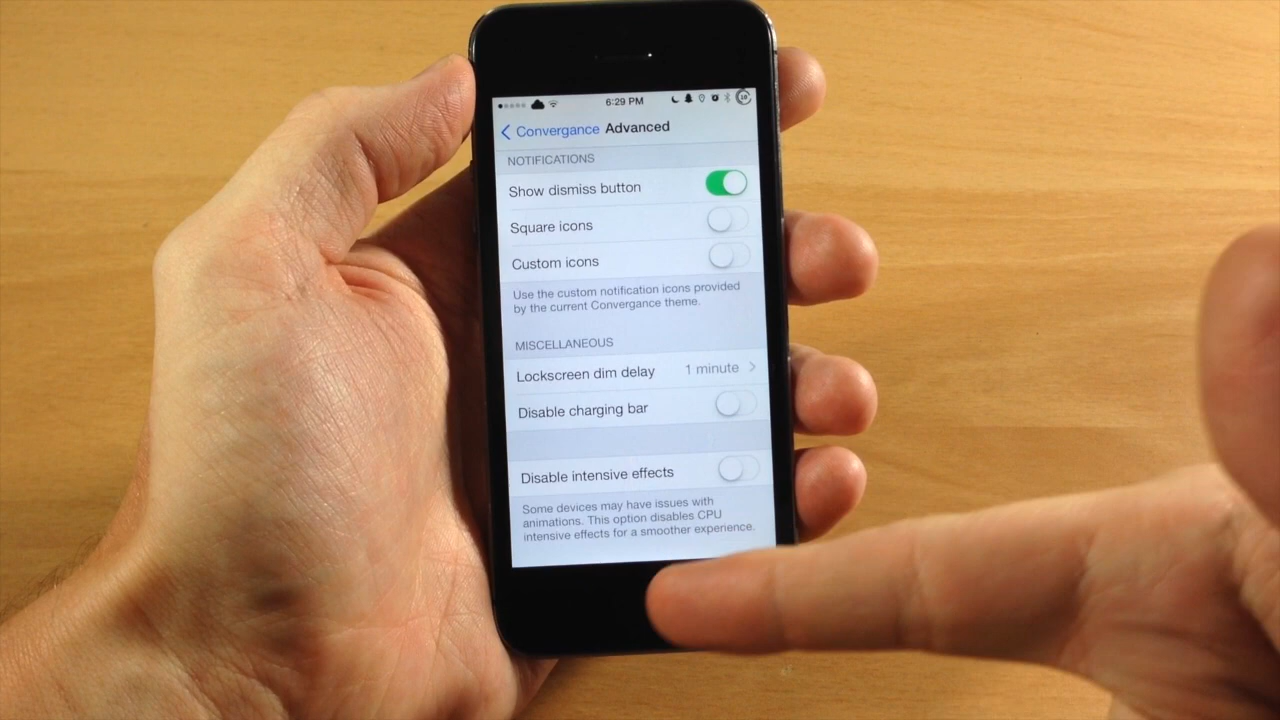 6:29 PM
10
Convergance Advanced
NOTIFICATIONS
Show dismiss button
Square icons
Custom icons
Use the custom notification icons provided
by the current Convergance theme.
MISCELLANEOUS
Lockscreen dim delay 1 minute
Disable charging bar
Disable intensive effects
Some devices may have issues with
animations. This option disables CPU
intensive effects for a smoother experience.